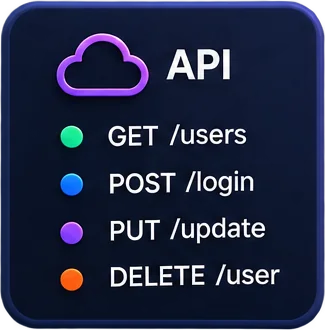 API
GET /users
POST /login
PUT /update
DELETE /user